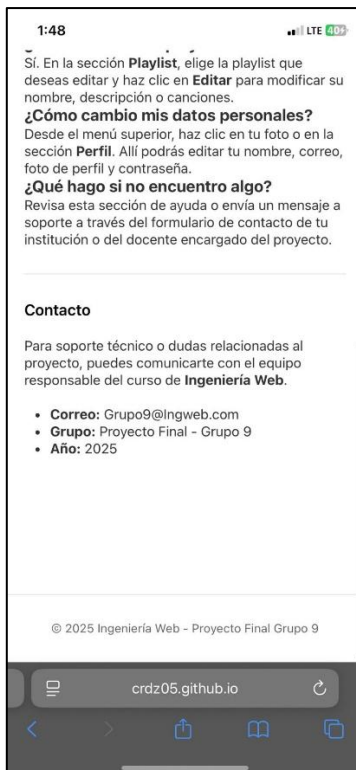 1:48
LTE 40
Sí. En la sección Playlist, elige la playlist que
deseas editar y haz clic en Editar para modificar su
nombre, descripción o canciones.
¿Cómo cambio mis datos personales?
Desde el menú superior, haz clic en tu foto o en la
sección Perfil. Allí podrás editar tu nombre, correo,
foto de perfil y contraseña.
¿Qué hago si no encuentro algo?
Revisa esta sección de ayuda o envía un mensaje a
soporte a través del formulario de contacto de tu
institución o del docente encargado del proyecto.
Contacto
Para soporte técnico o dudas relacionadas al
proyecto, puedes comunicarte con el equipo
responsable del curso de Ingeniería Web.
• Correo: Grupo9@Ingweb.com
• Grupo: Proyecto Final - Grupo 9
• Año: 2025
© 2025 Ingeniería Web - Proyecto Final Grupo 9
crdz05.github.io